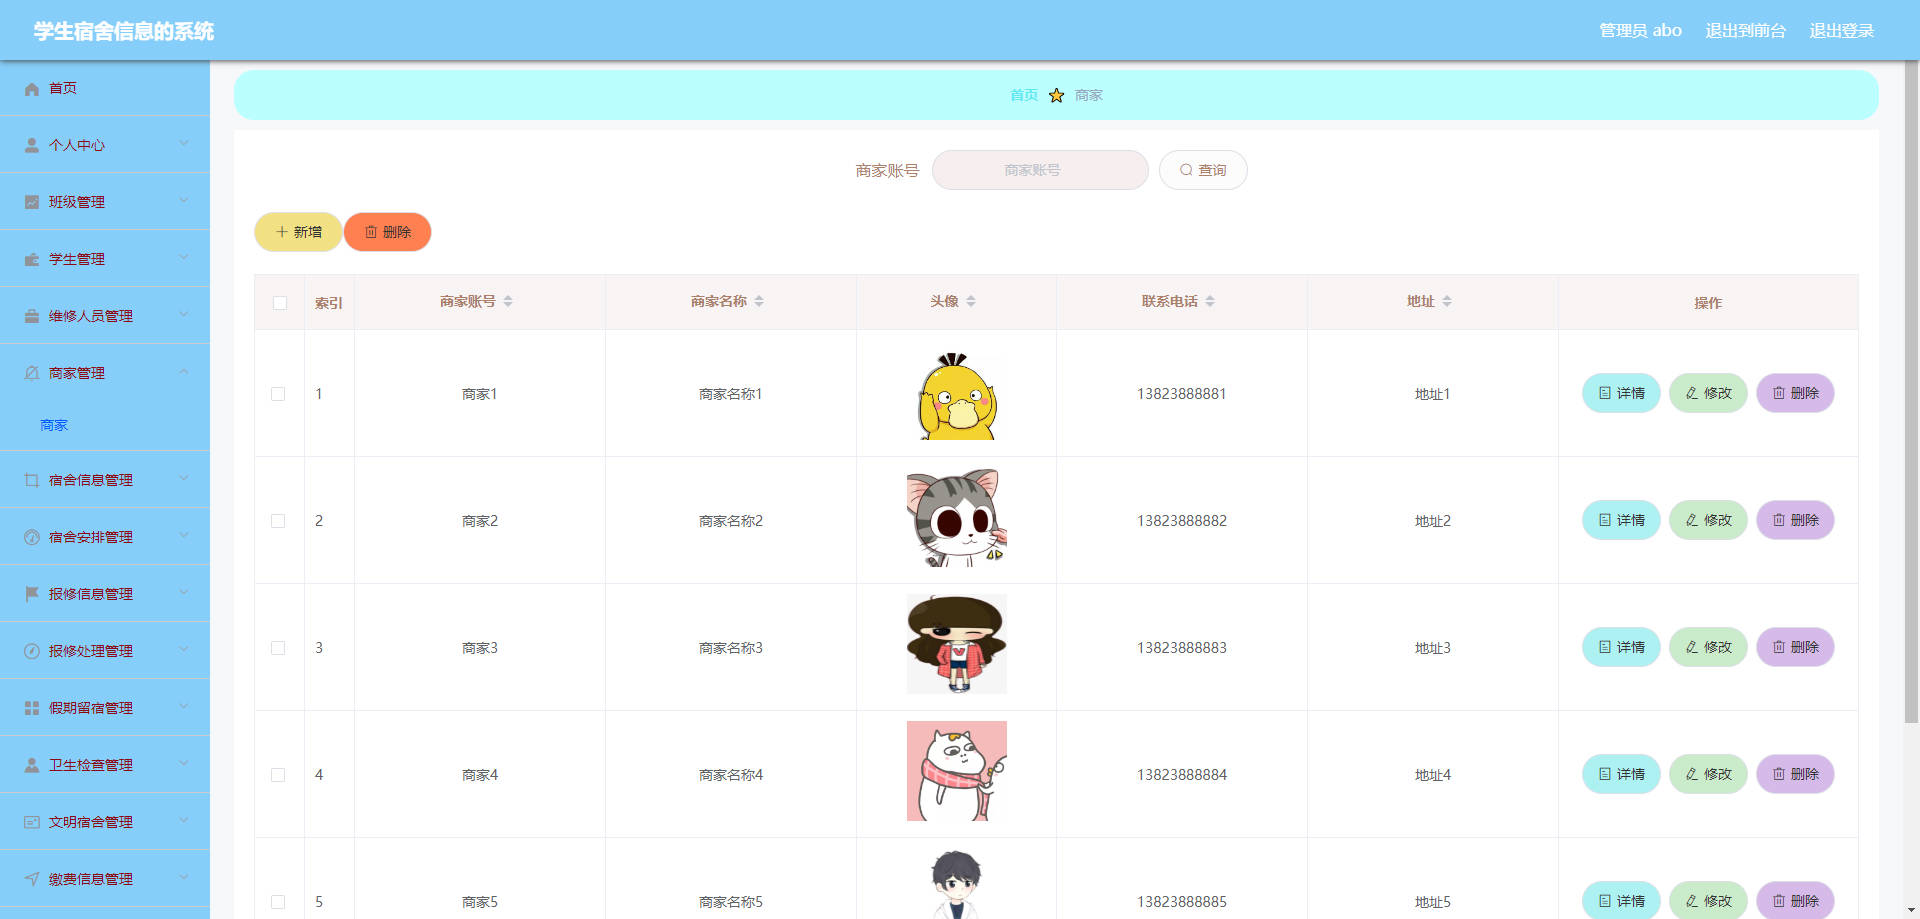 学生宿舍信息的系统
管理员 abo 退出到前台 退出登录
首页
个人中心
班级管理
学生管理
维修人员管理
商家管理
商家
宿舍信息管理
宿舍安排管理
报修信息管理
报修处理管理
假期留宿管理
卫生检查管理
文明宿舍管理
缴费信息管理
首页 商家
商家账号 商家账号 查询
新增 删除
索引 商家账号 商家名称 头像 联系电话 地址 操作
1 商家1 商家名称1 13823888881 地址1 详情 修改 删除
2 商家2 商家名称2 13823888882 地址2 详情 修改 删除
3 商家3 商家名称3 13823888883 地址3 详情 修改 删除
4 商家4 商家名称4 13823888884 地址4 详情 修改 删除
5 商家5 商家名称5 13823888885 地址5 详情 修改 删除